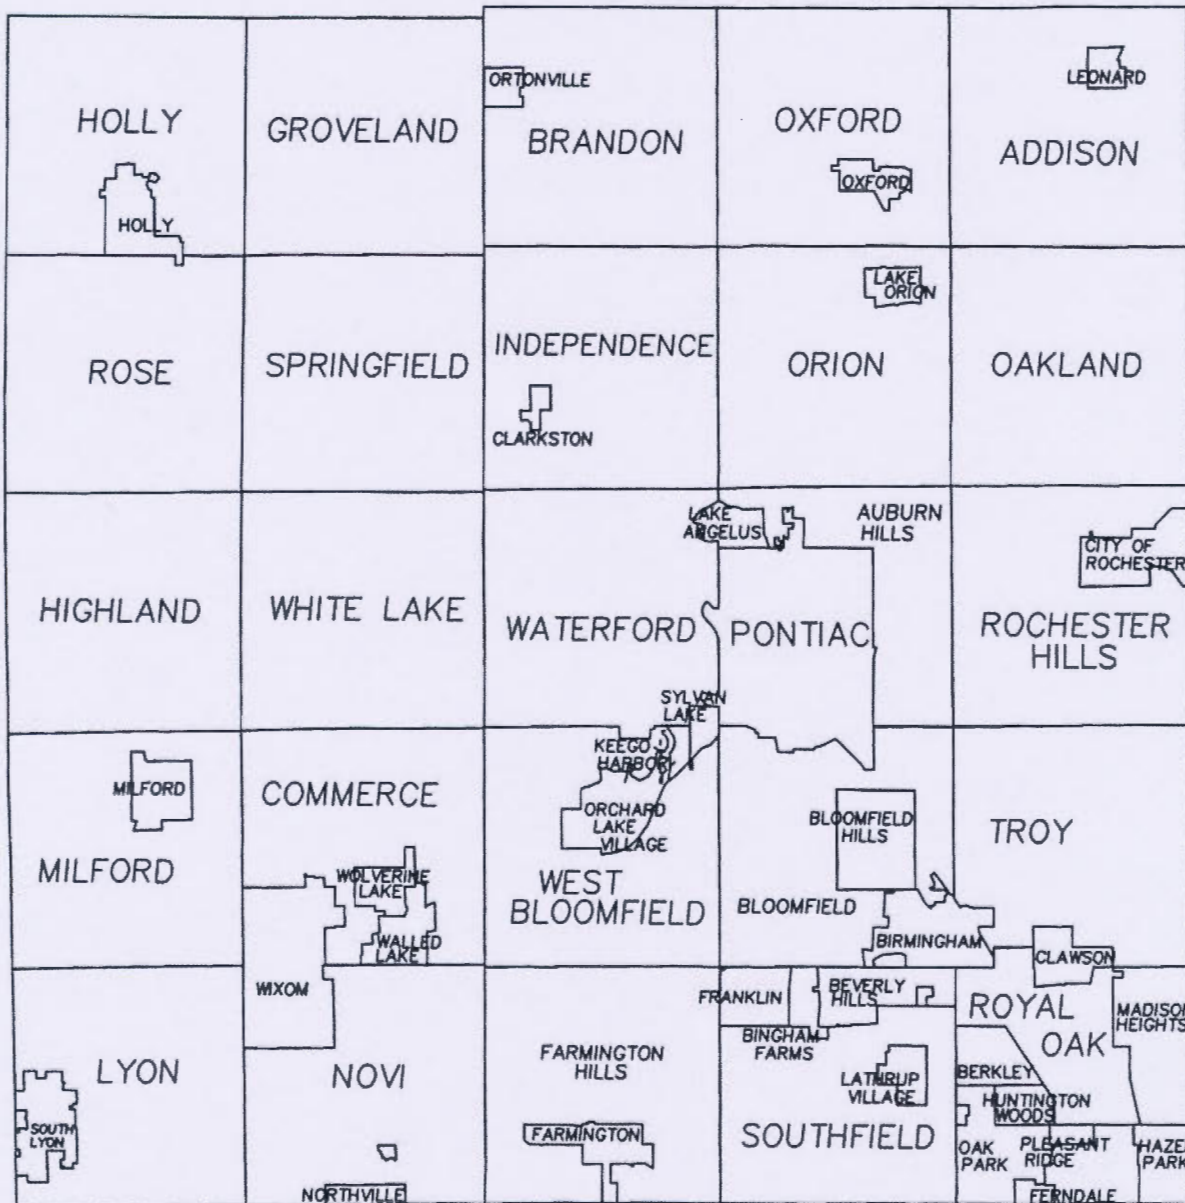 HOLLY
HOLLY
GROVELAND
ORTONVILLE
BRANDON
OXFORD
OXFORD
LEONARD
ADDISON
ROSE
SPRINGFIELD
INDEPENDENCE
CLARKSTON
LAKE
ORION
ORION
OAKLAND
HIGHLAND
WHITE LAKE
WATERFORD
LAKE
ANGELUS
PONTIAC
AUBURN
HILLS
CITY OF
ROCHESTER
ROCHESTER
HILLS
SYLVAN
LAKE
MILFORD
MILFORD
COMMERCE
WOLVERINE
LAKE
WALLED
LAKE
KEEGO
HARBOR
ORCHARD
LAKE
VILLAGE
WEST
BLOOMFIELD
BLOOMFIELD
HILLS
BLOOMFIELD
BIRMINGHAM
TROY
CLAWSON
LYON
SOUTH
LYON
WIXOM
NOVI
NORTHVILLE
FARMINGTON
HILLS
FARMINGTON
FRANKLIN
BEVERLY
HILLS
BINGHAM
FARMS
LATHRUP
VILLAGE
SOUTHFIELD
ROYAL
OAK
MADISON
HEIGHTS
BERKLEY
HUNTINGTON
WOODS
OAK
PARK
PLEASANT
RIDGE
HAZE
PARK
FERNDALE